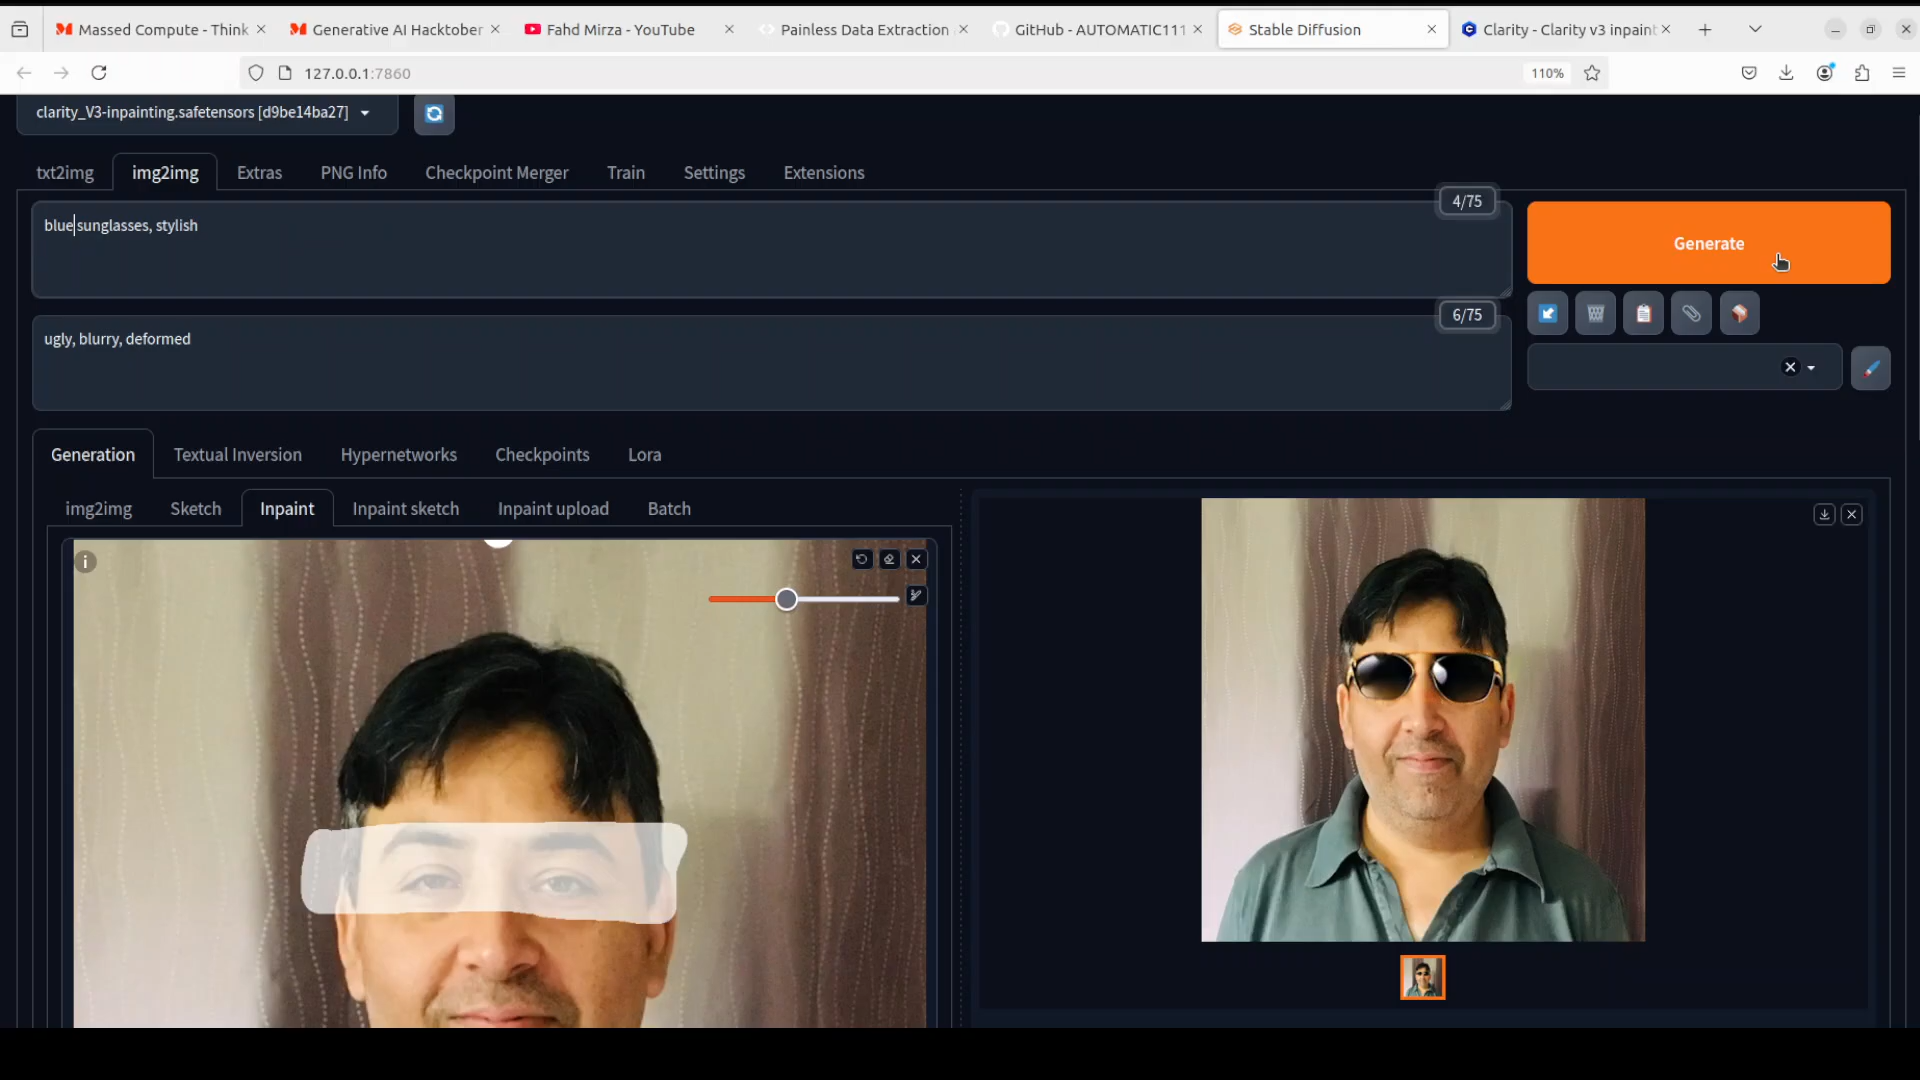 Massed Compute - Think
Generative AI Hacktober
Fahd Mirza - YouTube
Painless Data Extraction
GitHub - AUTOMATIC111
Stable Diffusion
Clarity - Clarity v3 inpaint
127.0.0.1:7860
110%
clarity_V3-inpainting.safetensors [d9be14ba27]
txt2img
img2img
Extras
PNG Info
Checkpoint Merger
Train
Settings
Extensions
4/75
blue sunglasses, stylish
Generate
6/75
ugly, blurry, deformed
Generation
Textual Inversion
Hypernetworks
Checkpoints
Lora
img2img
Sketch
Inpaint
Inpaint sketch
Inpaint upload
Batch
i